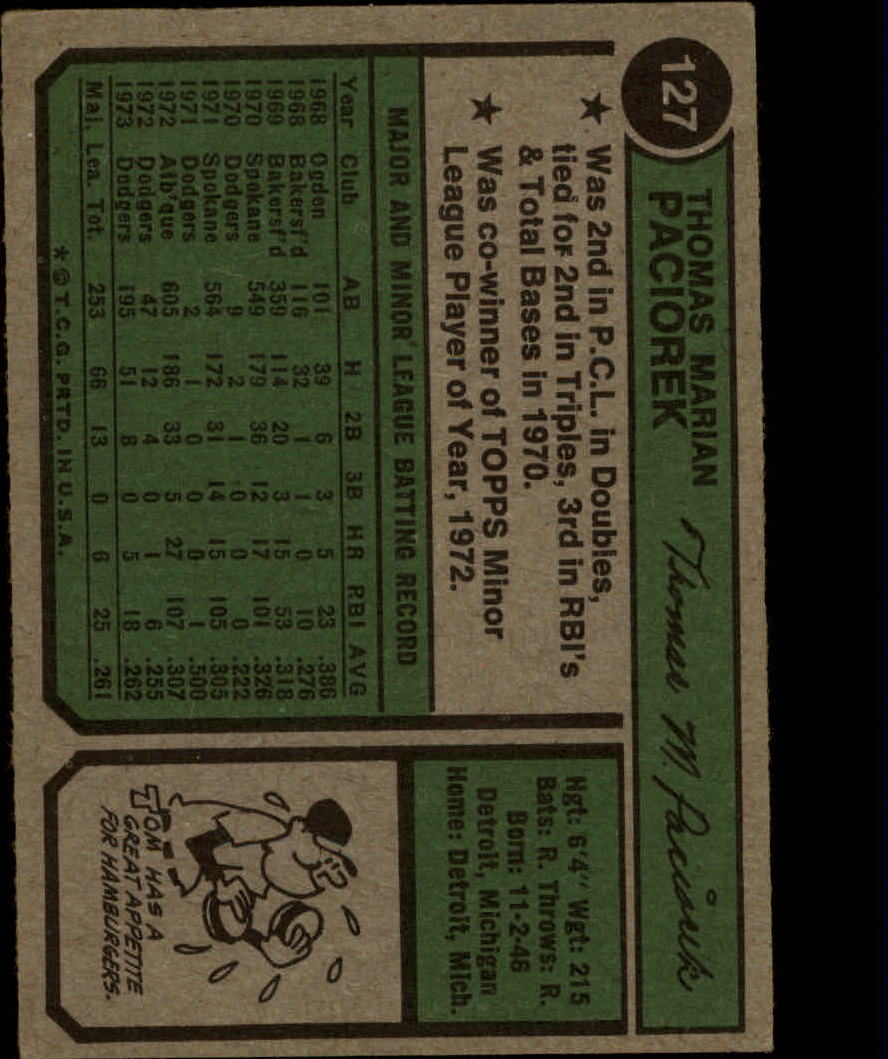 127
THOMAS MARIAN
PACIOREK
Thomas M. Paciorek
★ Was 2nd in P.C.L. in Doubles,
tied for 2nd in Triples, 3rd in RBI's
& Total Bases in 1970.
★ Was co-winner of TOPPS Minor
League Player of Year, 1972.
MAJOR AND MINOR LEAGUE BATTING RECORD
Year Club AB H 2B 3B HR RBI AVG
1968 Ogden 101 39 6 3 5 23 .386
1968 Bakersf'd 116 32 1 1 0 10 .276
1969 Bakersf'd 359 114 20 3 15 53 .318
1970 Spokane 549 179 36 12 17 101 .326
1970 Dodgers 9 2 1 0 0 0 .222
1971 Spokane 564 172 31 14 15 105 .305
1971 Dodgers 2 1 0 0 0 1 .500
1972 Alb'que 605 186 33 5 27 107 .307
1972 Dodgers 47 12 4 0 1 6 .255
1973 Dodgers 195 51 8 0 5 18 .262
Maj. Lea. Tot. 253 66 13 0 6 25 .261
* © T.C.G. PRTD. IN U.S.A.
Hgt: 6'4" Wgt: 215
Bats: R. Throws: R.
Born: 11-2-46
Detroit, Michigan
Home: Detroit, Mich.
TOM HAS A
GREAT APPETITE
FOR HAMBURGERS.